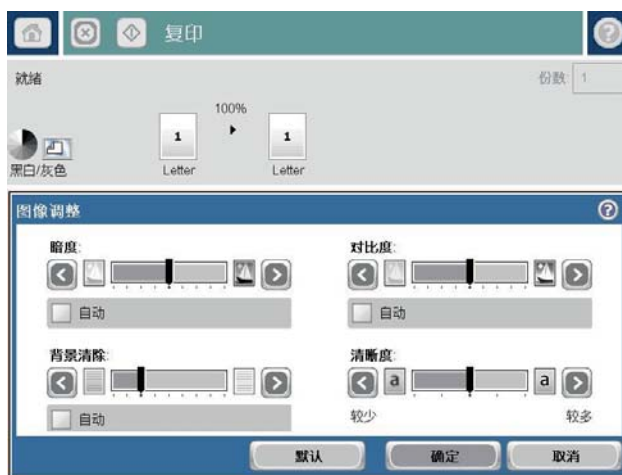 复印
就绪
份数: 1
100%
1
1
黑白/灰色
Letter
Letter
图像调整
暗度:
对比度:
自动
自动
背景清除:
清晰度:
a
a
自动
较少
较多
默认
确定
取消